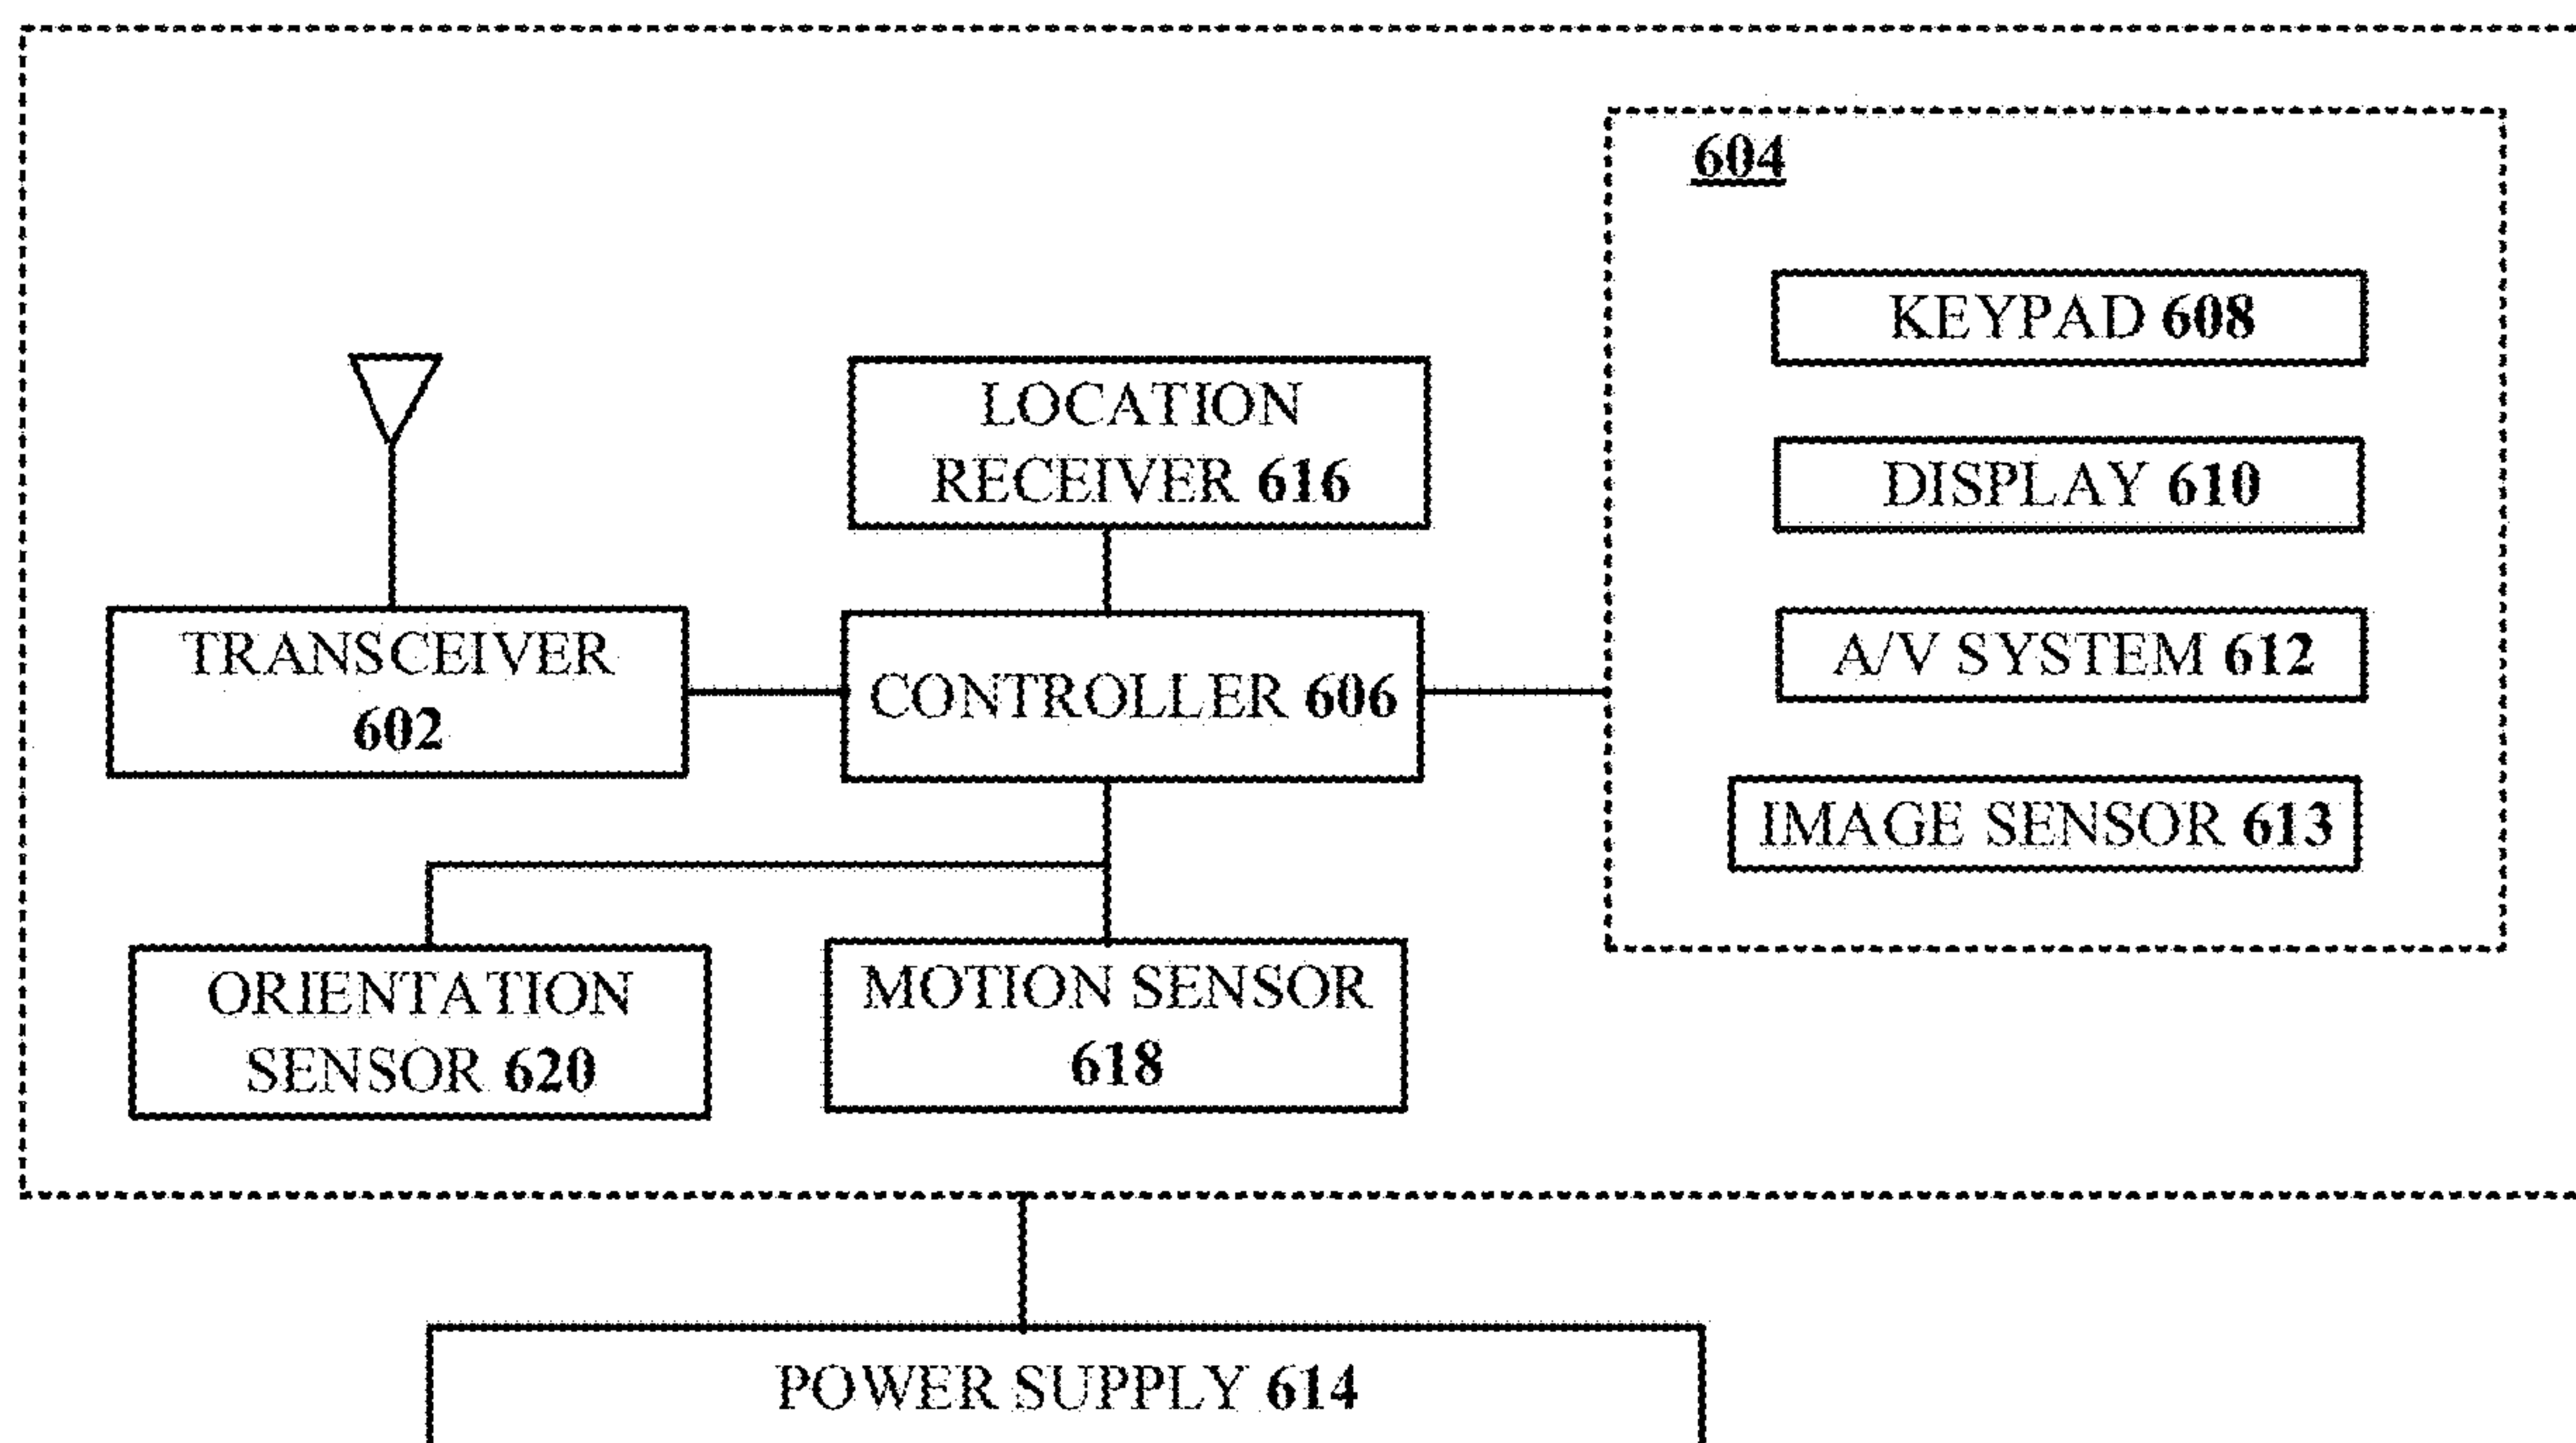 604
KEYPAD 608
LOCATION
RECEIVER 616
DISPLAY 610
TRANSCEIVER
602
CONTROLLER 606
A/V SYSTEM 612
IMAGE SENSOR 613
ORIENTATION
SENSOR 620
MOTION SENSOR
618
POWER SUPPLY 614